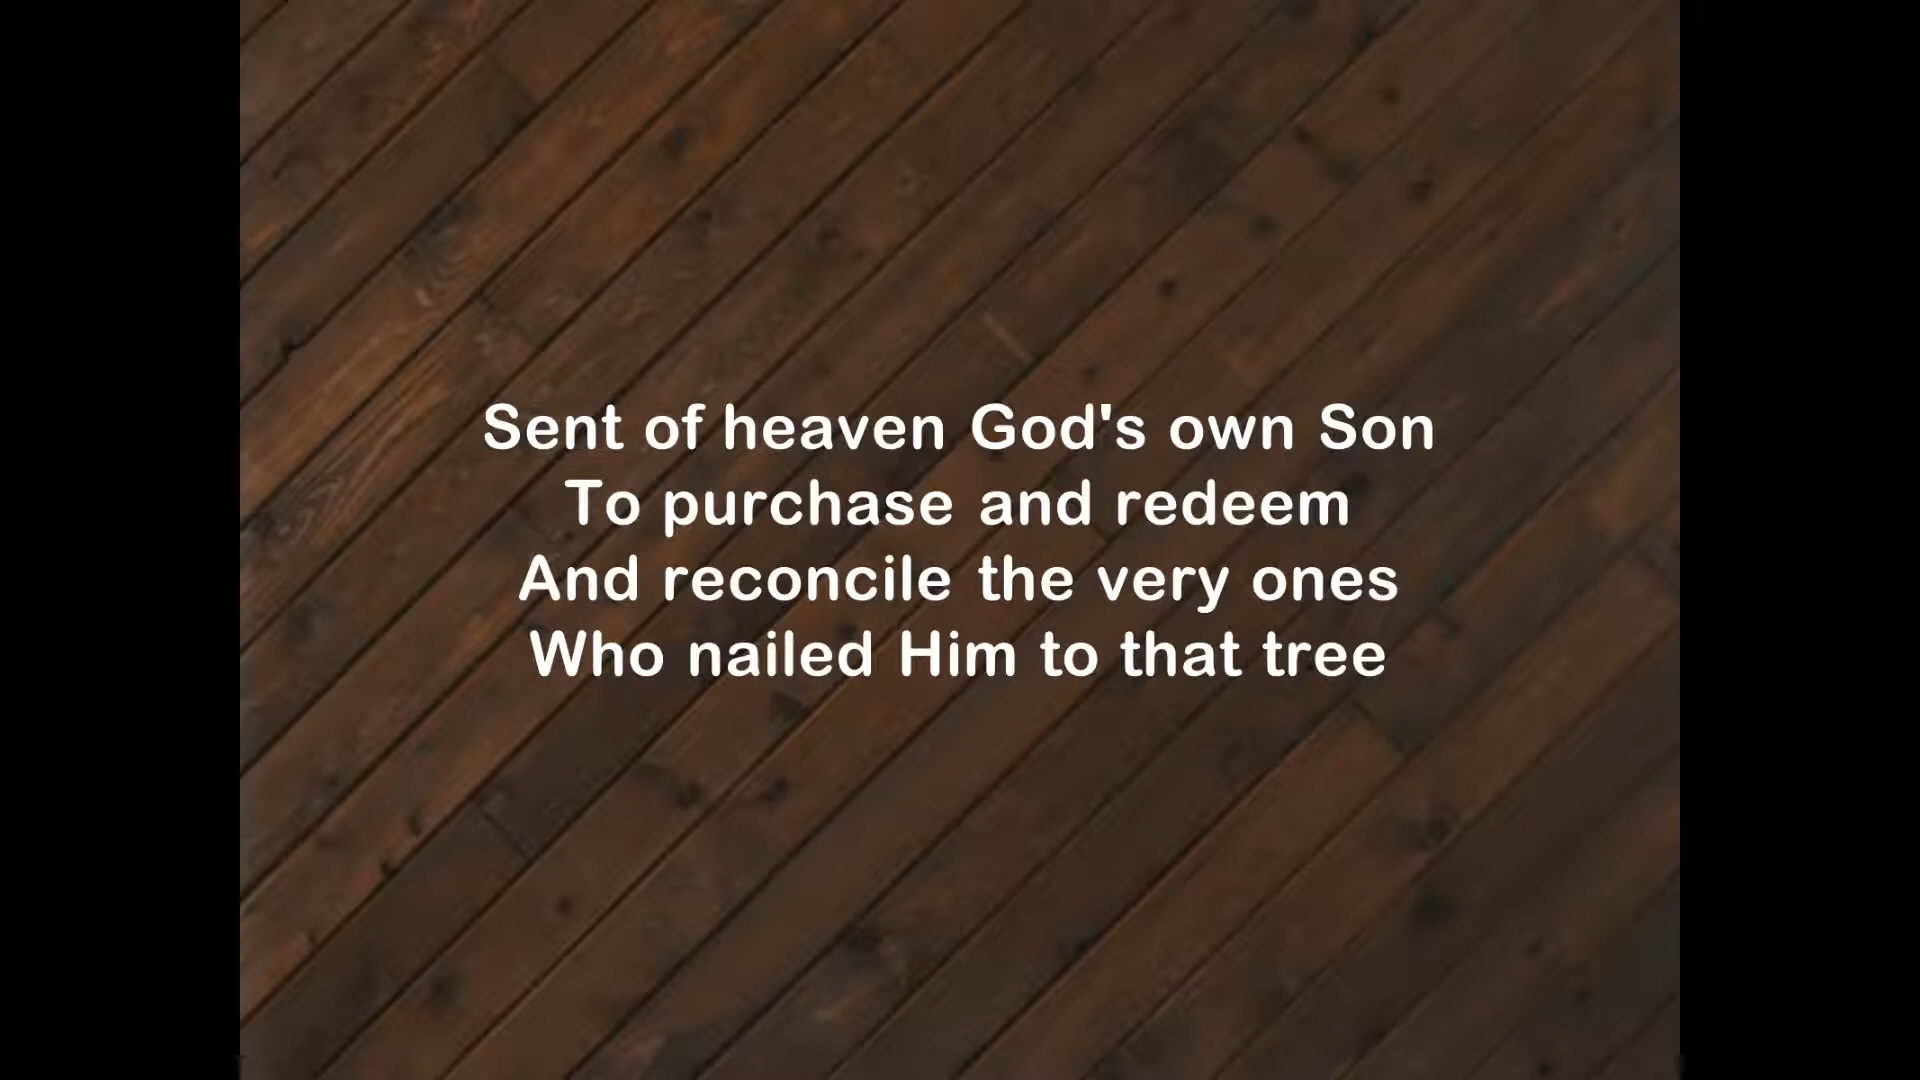 Sent of heaven God's own Son
To purchase and redeem
And reconcile the very ones
Who nailed Him to that tree